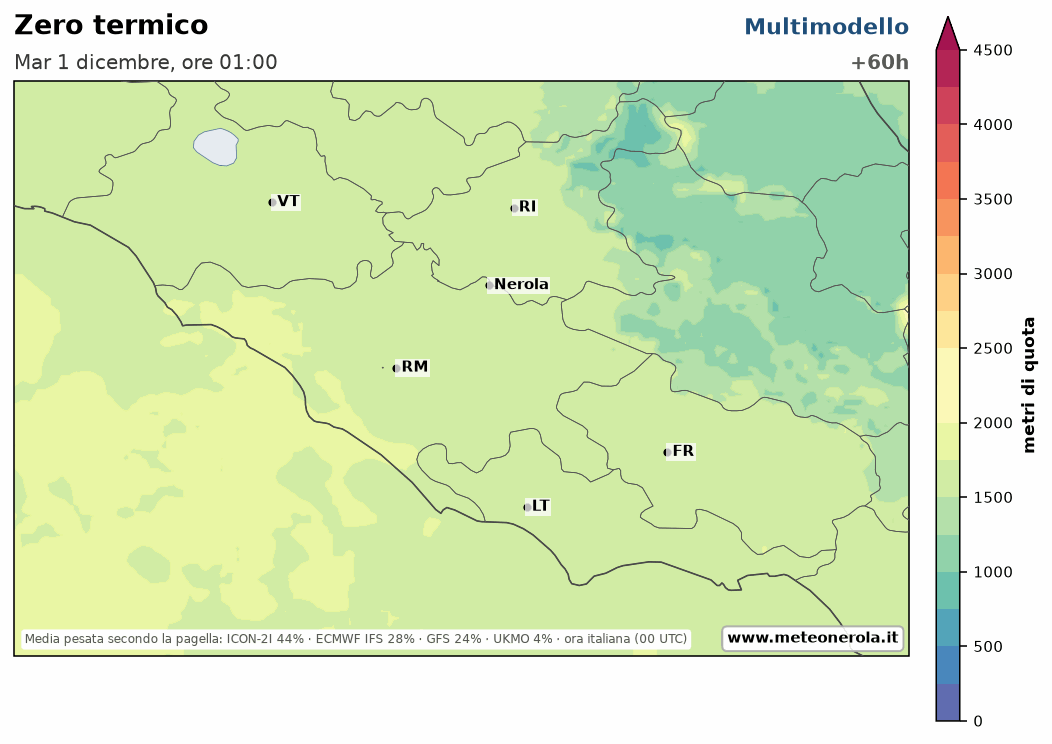 Zero termico
Multimodello
Mar 1 dicembre, ore 01:00
+60h
VT
RI
Nerola
RM
FR
LT
Media pesata secondo la pagella: ICON-2I 44% · ECMWF IFS 28% · GFS 24% · UKMO 4% · ora italiana (00 UTC)
www.meteonerola.it
4500
4000
3500
3000
2500
2000
1500
1000
500
0
metri di quota